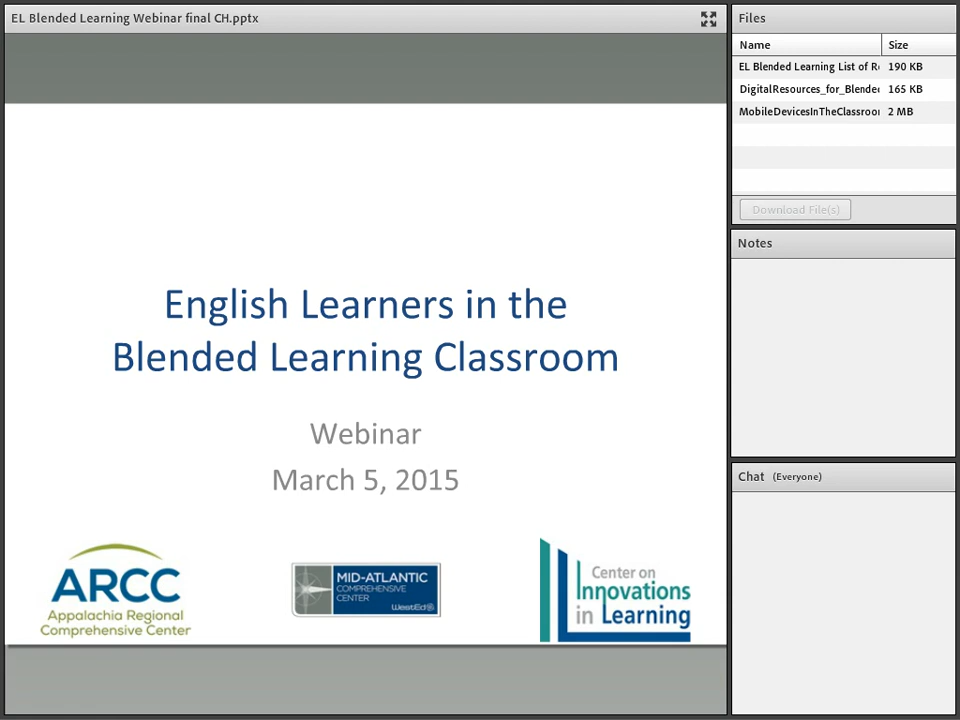 EL Blended Learning Webinar final CH.pptx
English Learners in the
Blended Learning Classroom
Webinar
March 5, 2015
ARCC
Appalachia Regional
Comprehensive Center
MID-ATLANTIC
COMPREHENSIVE
CENTER
WestEd
Center on
Innovations
in Learning
Files
Name Size
EL Blended Learning List of 190 KB
DigitalResources_for_Blended 165 KB
MobileDevicesInTheClassroo 2 MB
Download File(s)
Notes
Chat (Everyone)